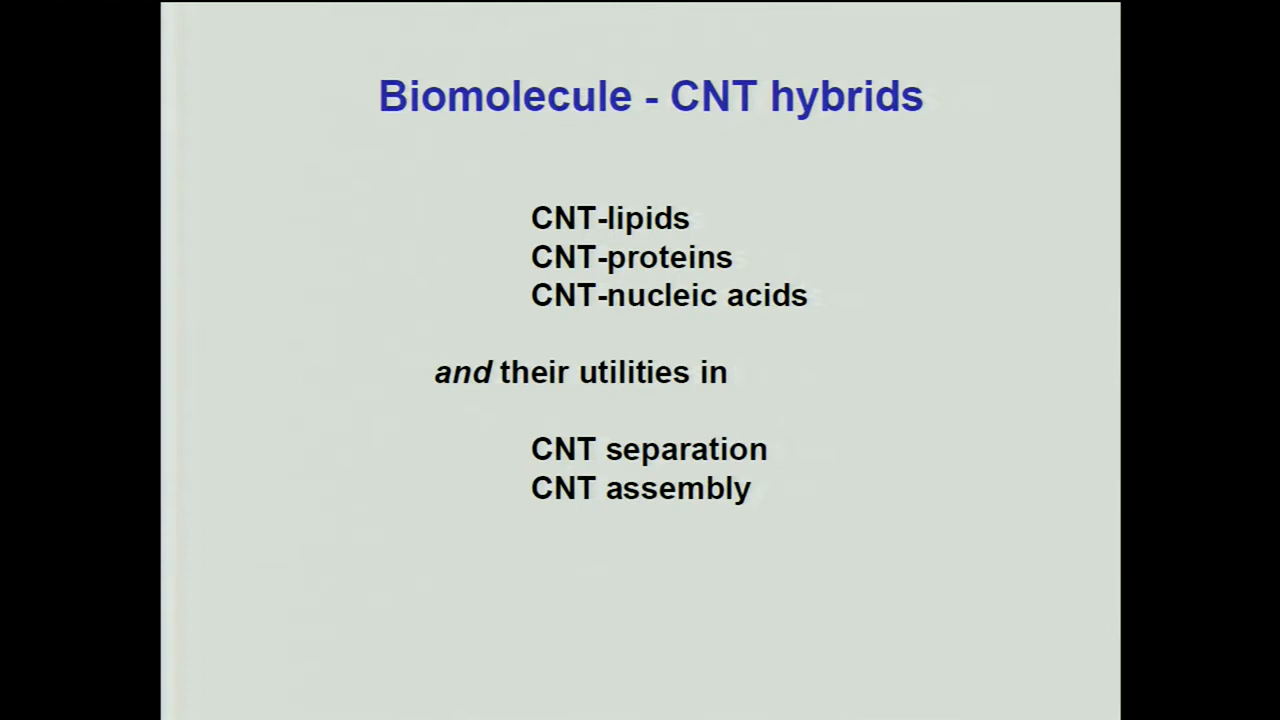 Biomolecule - CNT hybrids
CNT-lipids
CNT-proteins
CNT-nucleic acids
and their utilities in
CNT separation
CNT assembly